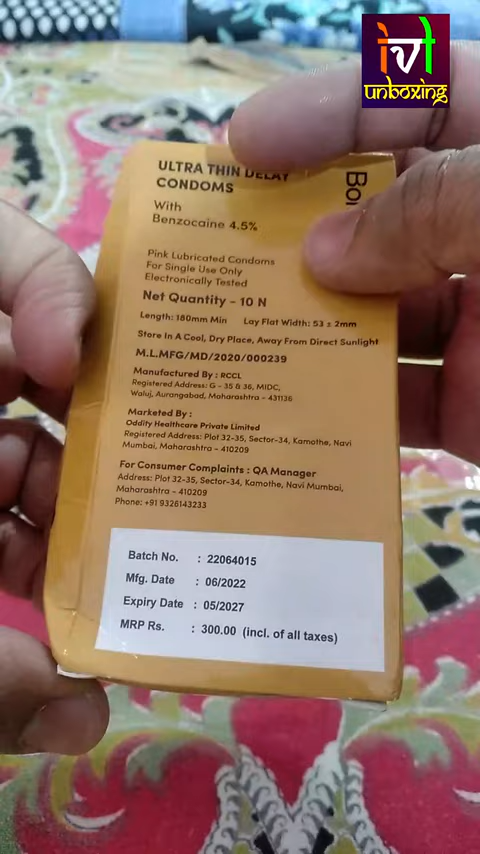 ivt
unboxing
ULTRA THIN DELAY
CONDOMS
With
Benzocaine 4.5%
Pink Lubricated Condoms
For Single Use Only
Electronically Tested
Net Quantity - 10 N
Length: 180mm Min Lay Flat Width: 53 ± 2mm
Store In A Cool, Dry Place, Away From Direct Sunlight
M.L.MFG/MD/2020/000239
Manufactured By : RCCL
Registered Address: G - 35 & 36, MIDC,
Waluj, Aurangabad, Maharashtra - 431136
Marketed By :
Oddity Healthcare Private Limited
Registered Address: Plot 32-35, Sector-34, Kamothe, Navi
Mumbai, Maharashtra - 410209
For Consumer Complaints : QA Manager
Address: Plot 32-35, Sector-34, Kamothe, Navi Mumbai,
Maharashtra - 410209
Phone: +91 9326143233
Batch No. : 22064015
Mfg. Date : 06/2022
Expiry Date : 05/2027
MRP Rs. : 300.00 (incl. of all taxes)